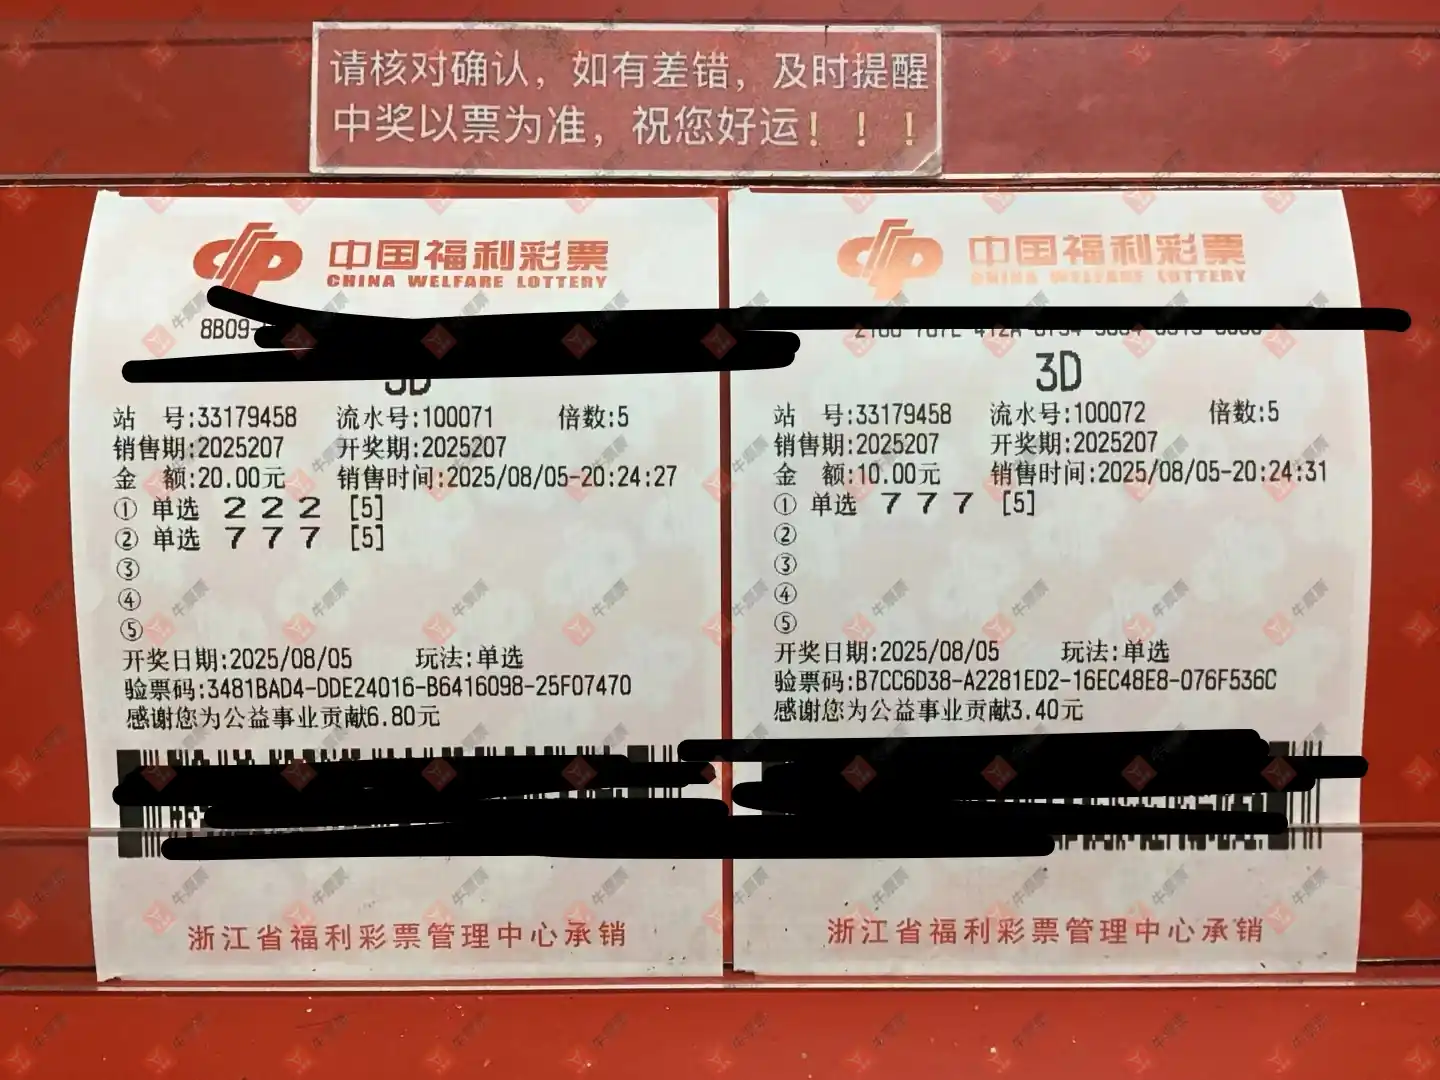 请核对确认，如有差错，及时提醒
中奖以票为准，祝您好运！！！
中国福利彩票
CHINA WELFARE LOTTERY
8B09-
3D
站 号:33179458 流水号:100071 倍数:5
销售期:2025207 开奖期:2025207
金 额:20.00元 销售时间:2025/08/05-20:24:27
① 单选 2 2 2 [5]
② 单选 7 7 7 [5]
③
④
⑤
开奖日期:2025/08/05 玩法:单选
验票码:3481BAD4-DDE24016-B6416098-25F07470
感谢您为公益事业贡献6.80元
浙江省福利彩票管理中心承销
中国福利彩票
CHINA WELFARE LOTTERY
3D
站 号:33179458 流水号:100072 倍数:5
销售期:2025207 开奖期:2025207
金 额:10.00元 销售时间:2025/08/05-20:24:31
① 单选 7 7 7 [5]
②
③
④
⑤
开奖日期:2025/08/05 玩法:单选
验票码:B7CC6D38-A2281ED2-16EC48E8-076F536C
感谢您为公益事业贡献3.40元
浙江省福利彩票管理中心承销
牛票票